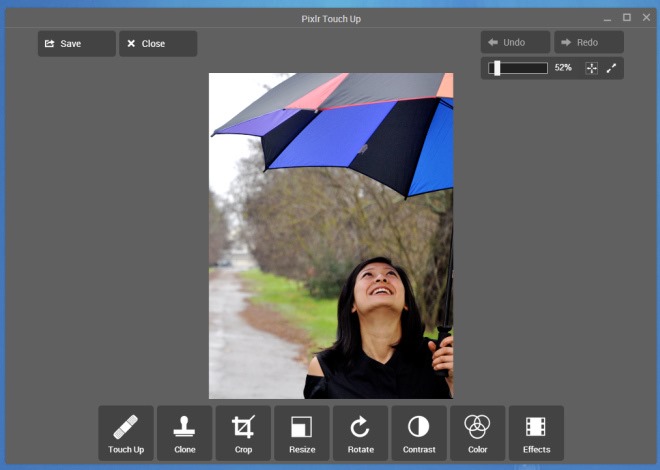 Pixlr Touch Up
Save
Close
Undo
Redo
52%
Touch Up
Clone
Crop
Resize
Rotate
Contrast
Color
Effects